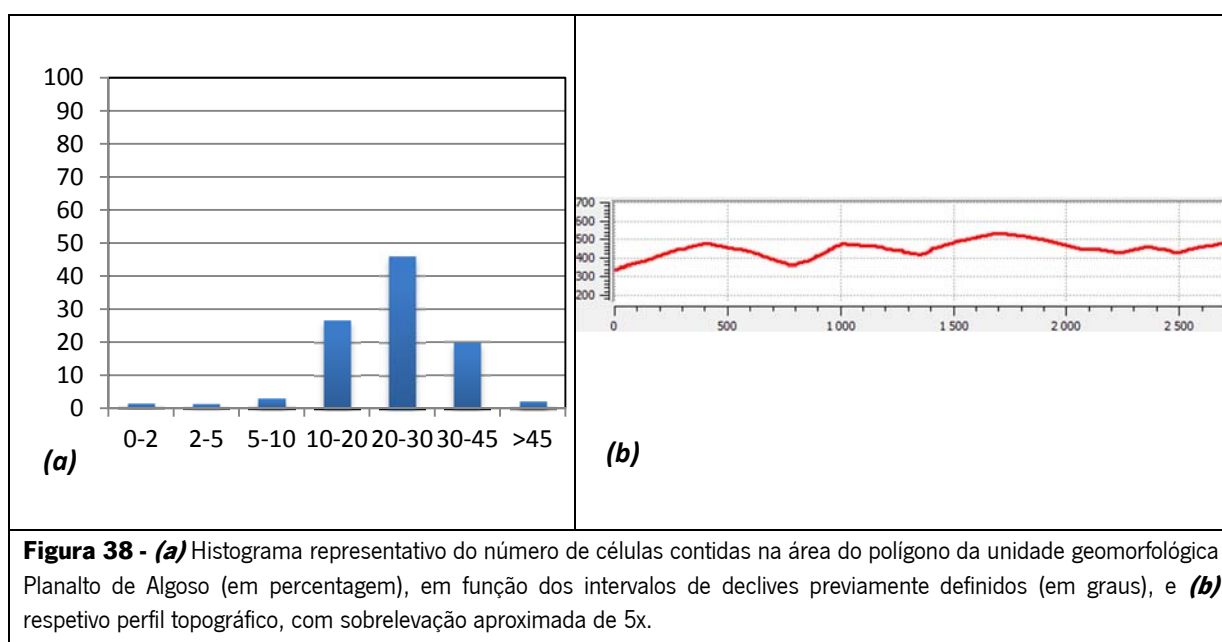 100
90
80
70
60
50
40
30
20
10
0
0-2 2-5 5-10 10-20 20-30 30-45 >45
(a)
700
600
500
400
300
200
0 500 1 000 1 500 2 000 2 500
(b)
Figura 38 - (a) Histograma representativo do número de células contidas na área do polígono da unidade geomorfológica
Planalto de Algoso (em percentagem), em função dos intervalos de declives previamente definidos (em graus), e (b)
respetivo perfil topográfico, com sobrelevação aproximada de 5x.